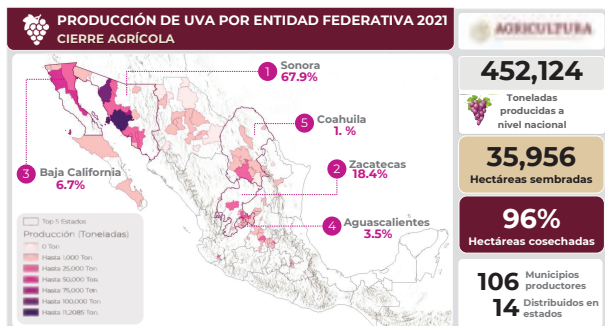 PRODUCCIÓN DE UVA POR ENTIDAD FEDERATIVA 2021
CIERRE AGRÍCOLA
1 Sonora
67.9%
5 Coahuila
1. %
2 Zacatecas
18.4%
3 Baja California
6.7%
4 Aguascalientes
3.5%
Top 5 Estados
Producción (Toneladas)
0 Ton
Hasta 1,000 Ton
Hasta 25,000 Ton
Hasta 50,000 Ton
Hasta 75,000 Ton
Hasta 100,000 Ton
Hasta 11,2085 Ton
AGRICULTURA
452,124
Toneladas
producidas a
nivel nacional
35,956
Hectáreas sembradas
96%
Hectáreas cosechadas
106 Municipios
productores
14 Distribuidos en
estados